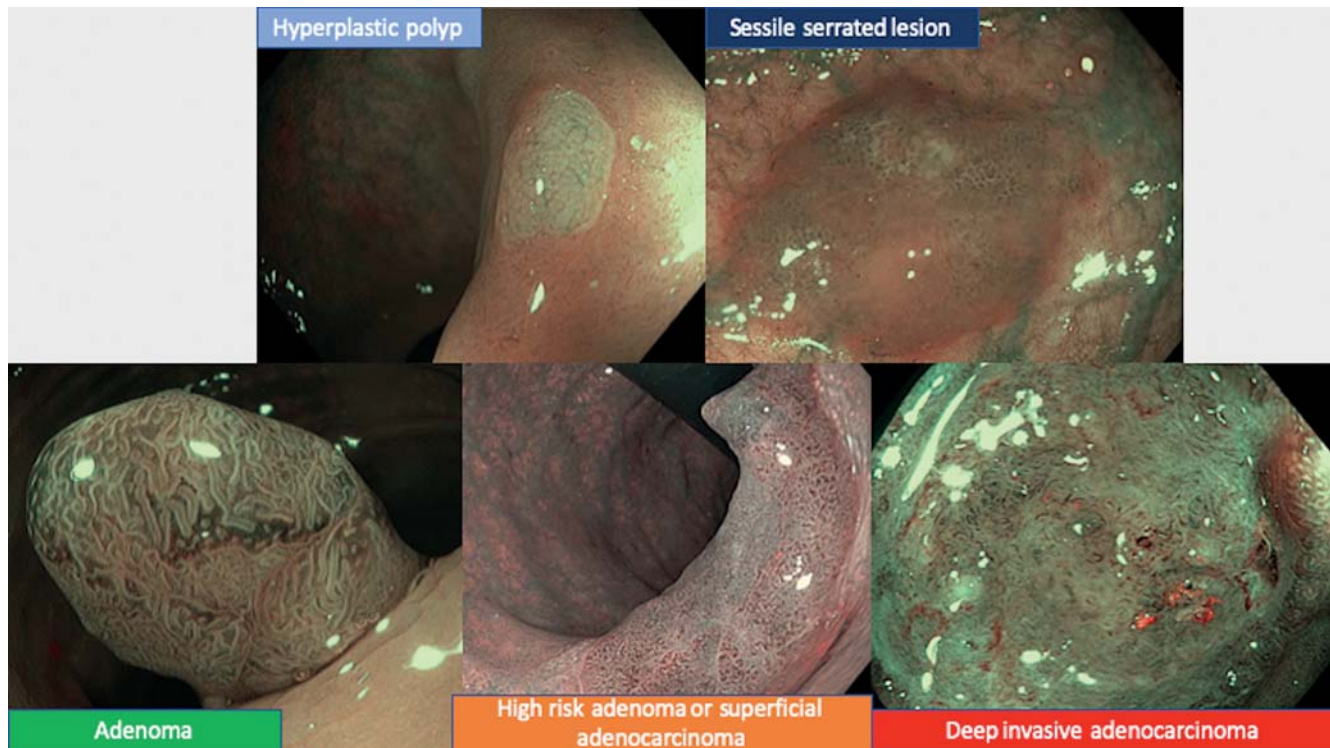 Hyperplastic polyp
Sessile serrated lesion
Adenoma
High risk adenoma or superficial
adenocarcinoma
Deep invasive adenocarcinoma